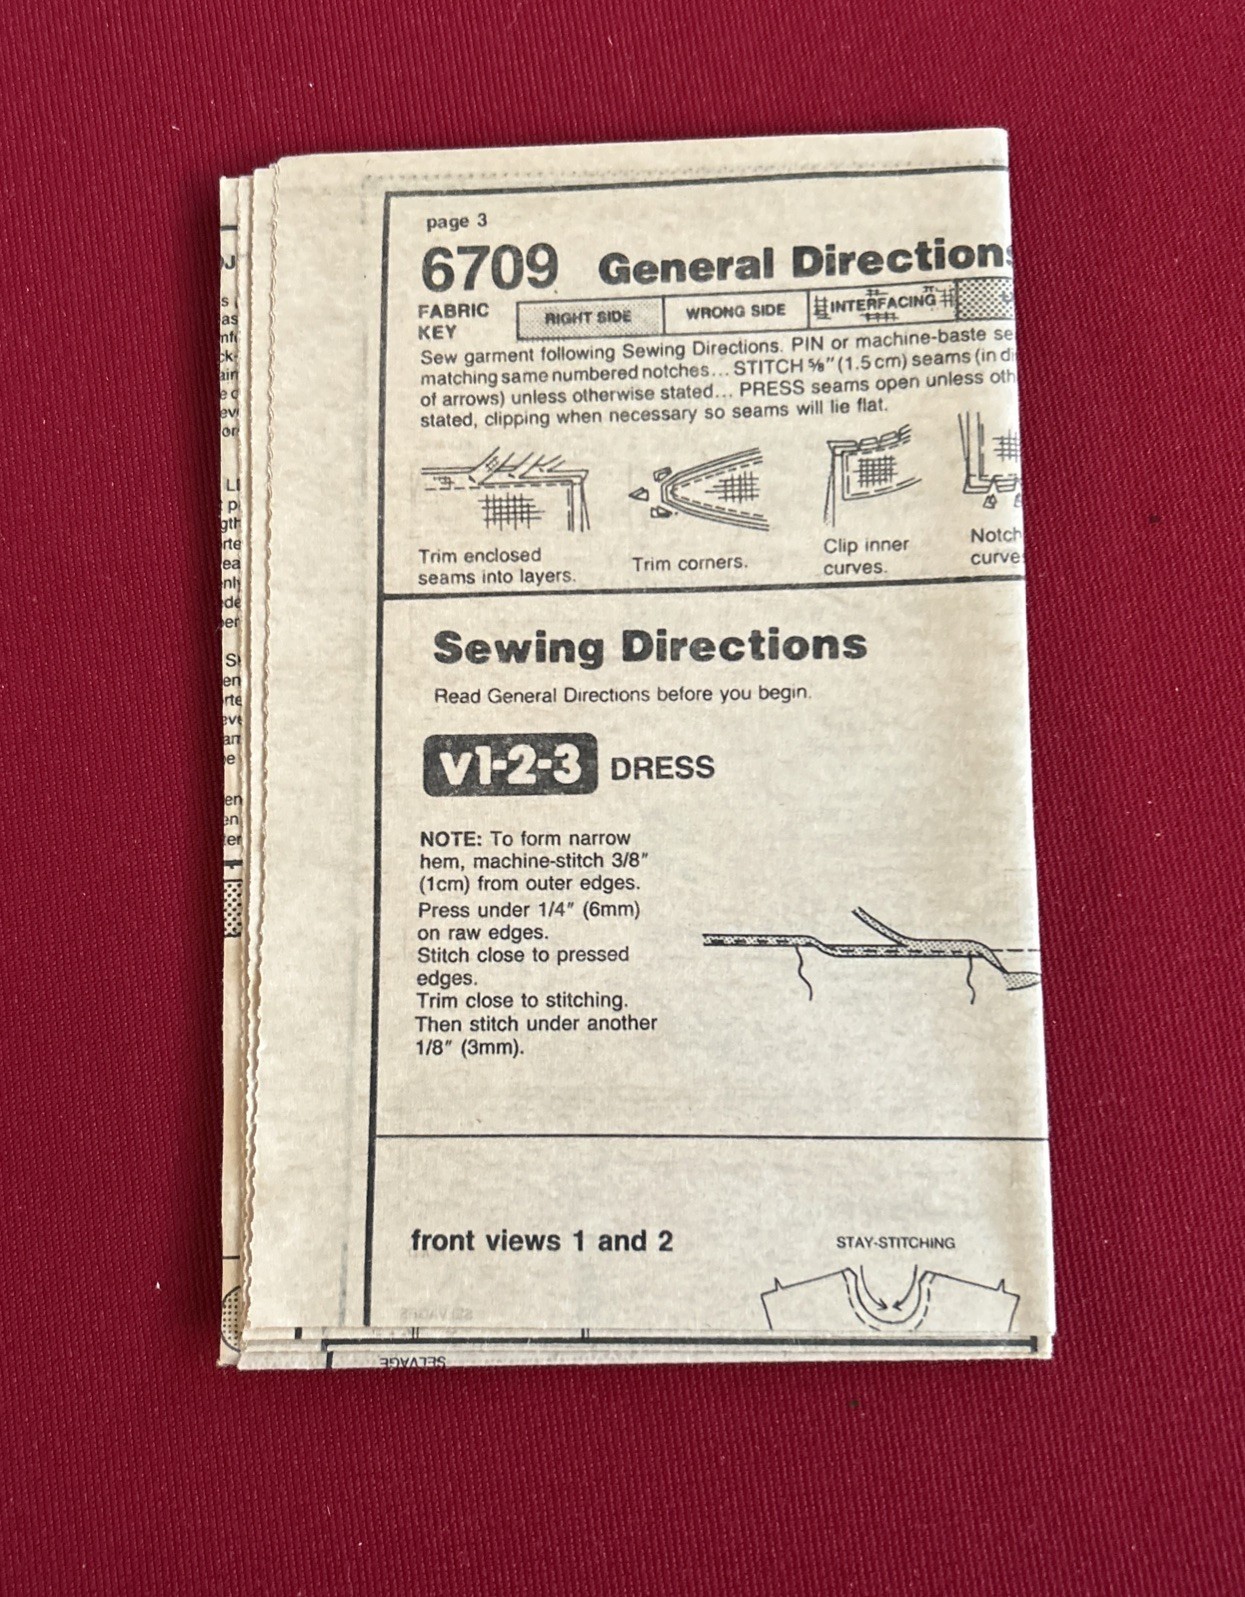 page 3
6709 General Directions
FABRIC
KEY
RIGHT SIDE
WRONG SIDE
INTERFACING
Sew garment following Sewing Directions. PIN or machine-baste
matching same numbered notches... STITCH ⅝" (1.5 cm) seams (in
of arrows) unless otherwise stated... PRESS seams open unless
stated, clipping when necessary so seams will lie flat.
Trim enclosed
seams into layers.
Trim corners.
Clip inner
curves.
Notch
curve
Sewing Directions
Read General Directions before you begin.
V1-2-3 DRESS
NOTE: To form narrow
hem, machine-stitch 3/8"
(1cm) from outer edges.
Press under 1/4" (6mm)
on raw edges.
Stitch close to pressed
edges.
Trim close to stitching.
Then stitch under another
1/8" (3mm).
front views 1 and 2
STAY-STITCHING
SELVAGE